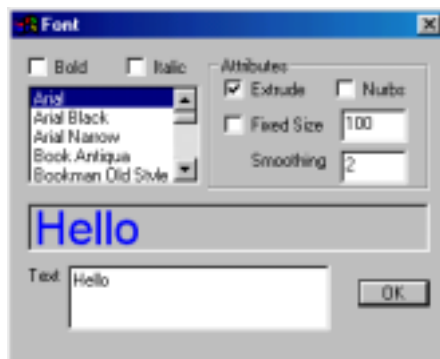 Font
Bold Italic
Arial
Arial Black
Arial Narrow
Book Antiqua
Bookman Old Style
Attributes
Extrude Nurbs
Fixed Size 100
Smoothing 2
Hello
Text Hello
OK